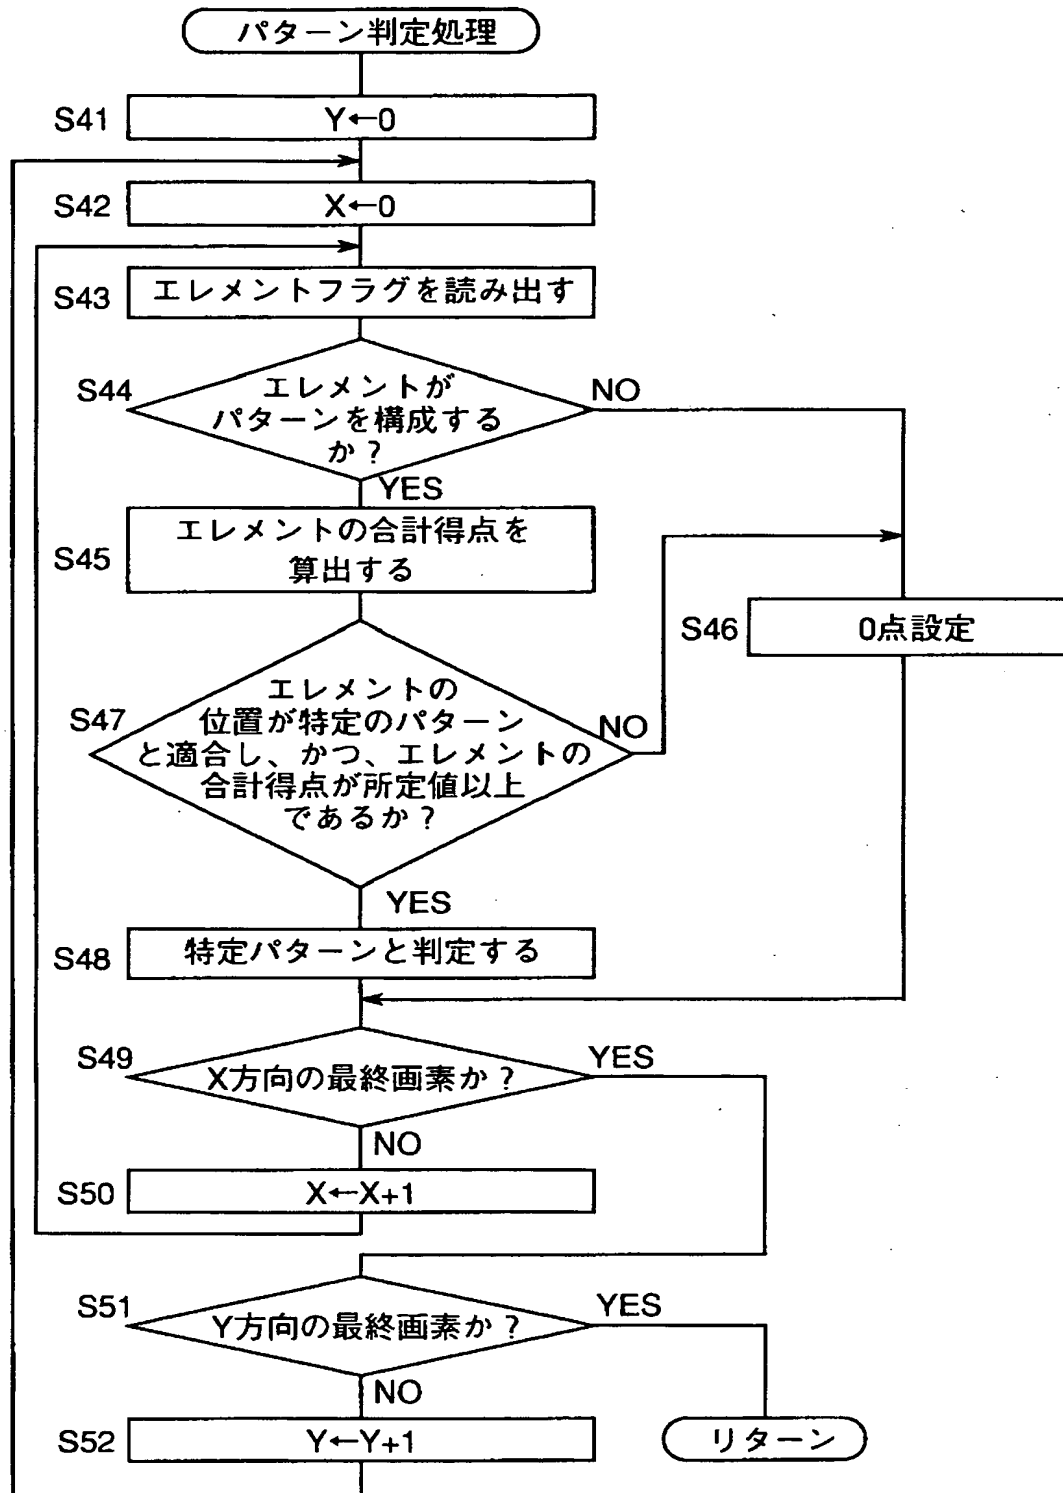 パターン判定処理
S41
Y←0
S42
X←0
S43
エレメントフラグを読み出す
S44
エレメントが
パターンを構成する
か？
NO
YES
S45
エレメントの合計得点を
算出する
S46
0点設定
S47
エレメントの
位置が特定のパターン
と適合し、かつ、エレメントの
合計得点が所定値以上
であるか？
NO
YES
S48
特定パターンと判定する
S49
X方向の最終画素か？
YES
NO
S50
X←X+1
S51
Y方向の最終画素か？
YES
NO
S52
Y←Y+1
リターン